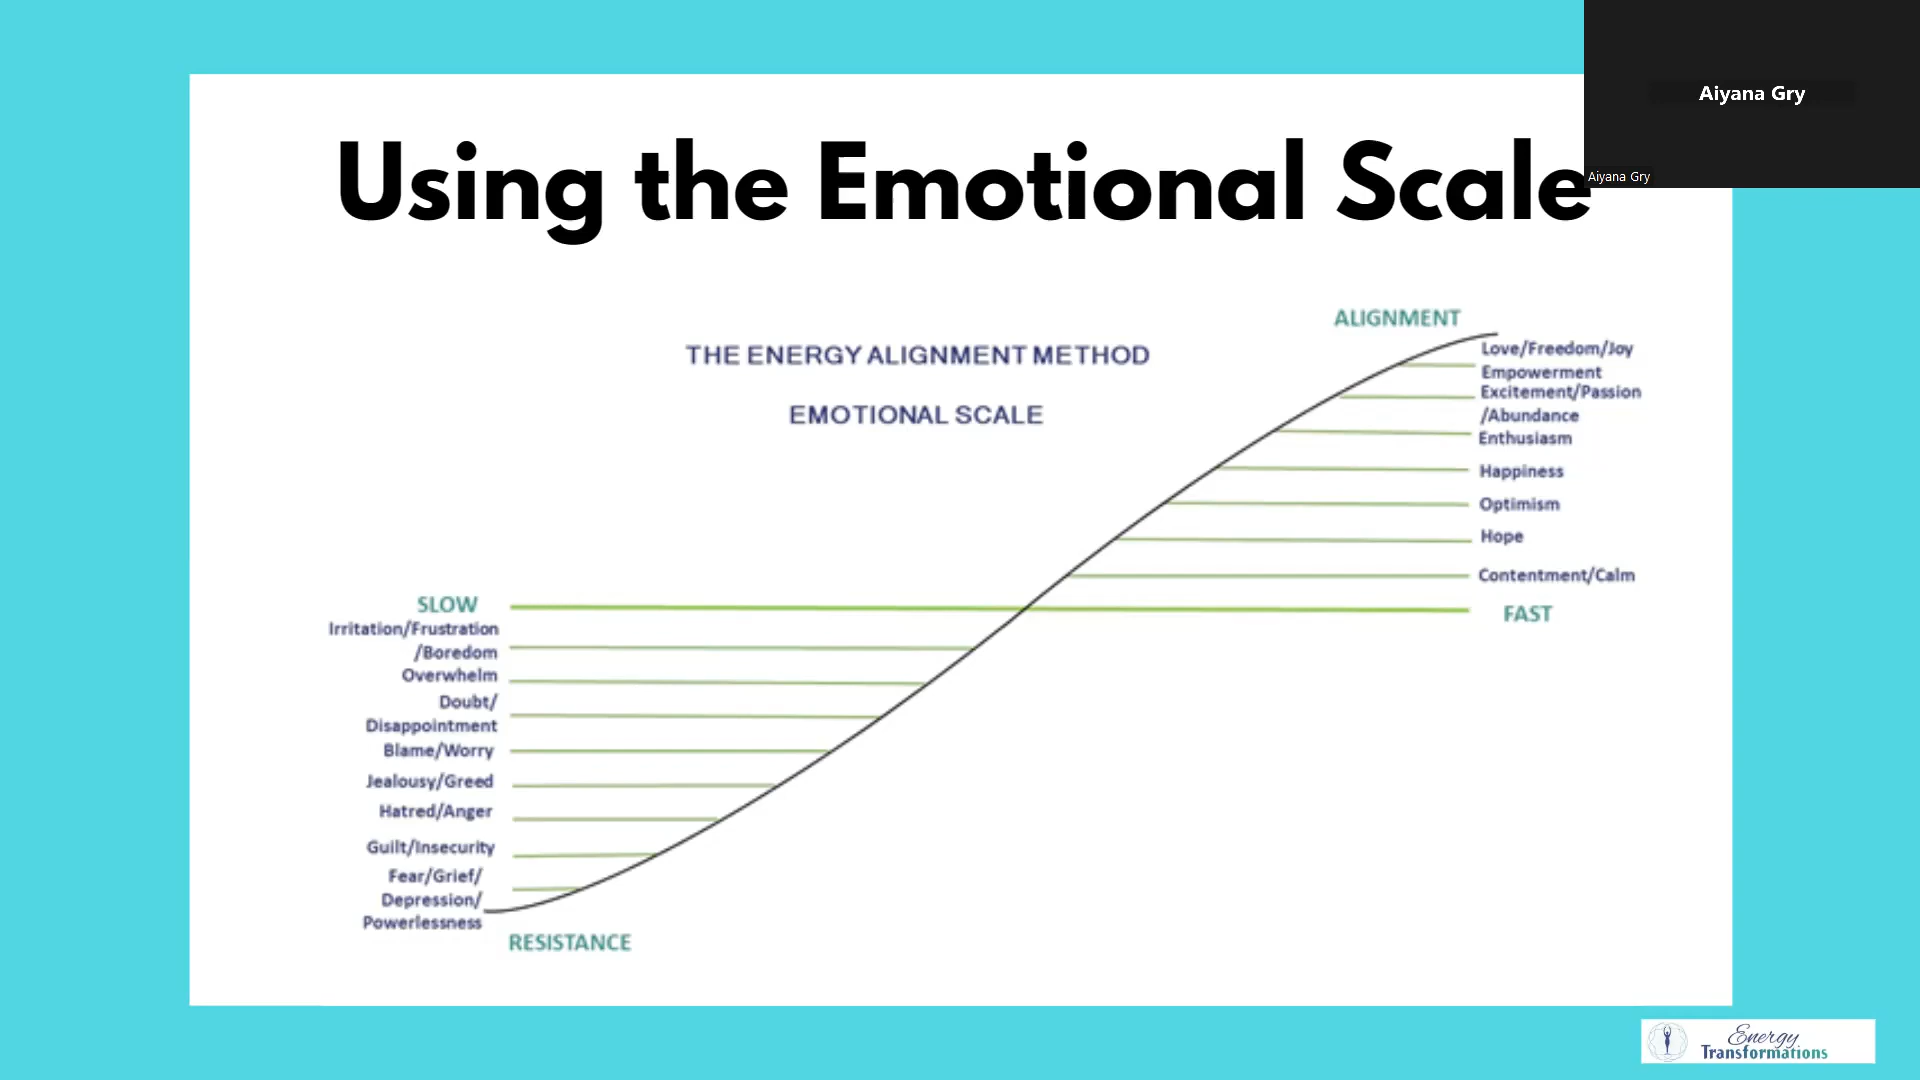 Aiyana Gry
Aiyana Gry
Using the Emotional Scale
THE ENERGY ALIGNMENT METHOD
EMOTIONAL SCALE
ALIGNMENT
Love/Freedom/Joy
Empowerment
Excitement/Passion
/Abundance
Enthusiasm
Happiness
Optimism
Hope
Contentment/Calm
FAST
SLOW
Irritation/Frustration
/Boredom
Overwhelm
Doubt/
Disappointment
Blame/Worry
Jealousy/Greed
Hatred/Anger
Guilt/Insecurity
Fear/Grief/
Depression/
Powerlessness
RESISTANCE
Energy
Transformations